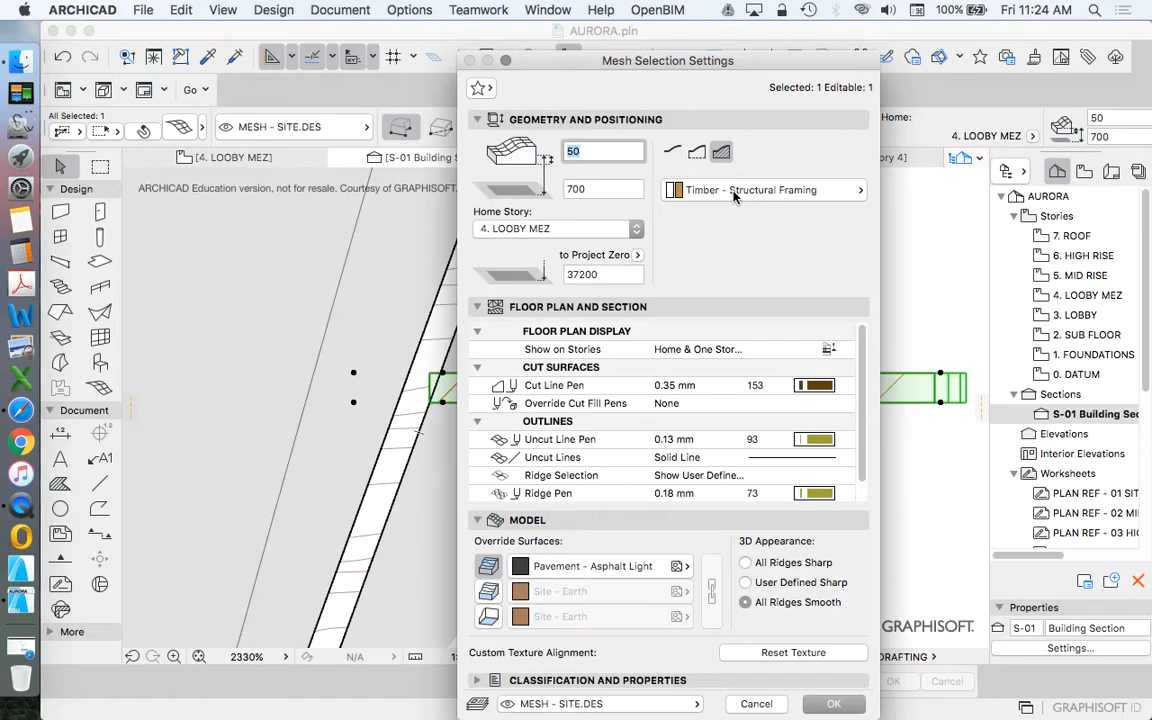 ARCHICAD File Edit View Design Document Options Teamwork Window Help OpenBIM 100% Fri 11:24 AM
AURORA.pln
Mesh Selection Settings
Go
Selected: 1 Editable: 1
All Selected: 1
MESH - SITE.DES
GEOMETRY AND POSITIONING
Home:
50
4. LOOBY MEZ
700
[4. LOOBY MEZ]
[S-01 Building S
50
ry 4]
ARCHICAD Education version, not for resale. Courtesy of GRAPHISOFT.
Design
700
Timber - Structural Framing
AURORA
Stories
Home Story:
4. LOOBY MEZ
7. ROOF
6. HIGH RISE
to Project Zero
37200
5. MID RISE
4. LOOBY MEZ
FLOOR PLAN AND SECTION
3. LOBBY
FLOOR PLAN DISPLAY
2. SUB FLOOR
Show on Stories Home & One Stor...
1. FOUNDATIONS
CUT SURFACES
0. DATUM
Cut Line Pen 0.35 mm 153
Sections
Override Cut Fill Pens None
S-01 Building Sec
Document
OUTLINES
Elevations
Uncut Line Pen 0.13 mm 93
Interior Elevations
Uncut Lines Solid Line
Worksheets
A1
Ridge Selection Show User Define...
PLAN REF - 01 SIT
Ridge Pen 0.18 mm 73
PLAN REF - 02 MI
MODEL
PLAN REF - 03 HIG
Override Surfaces:
3D Appearance:
Pavement - Asphalt Light
All Ridges Sharp
Site - Earth
User Defined Sharp
Site - Earth
All Ridges Smooth
Properties
GRAPHISOFT.
S-01 Building Section
More
Settings...
2330% N/A
Custom Texture Alignment: Reset Texture
RAFTING
CLASSIFICATION AND PROPERTIES
OK Cancel
MESH - SITE.DES
Cancel OK
GRAPHISOFT ID